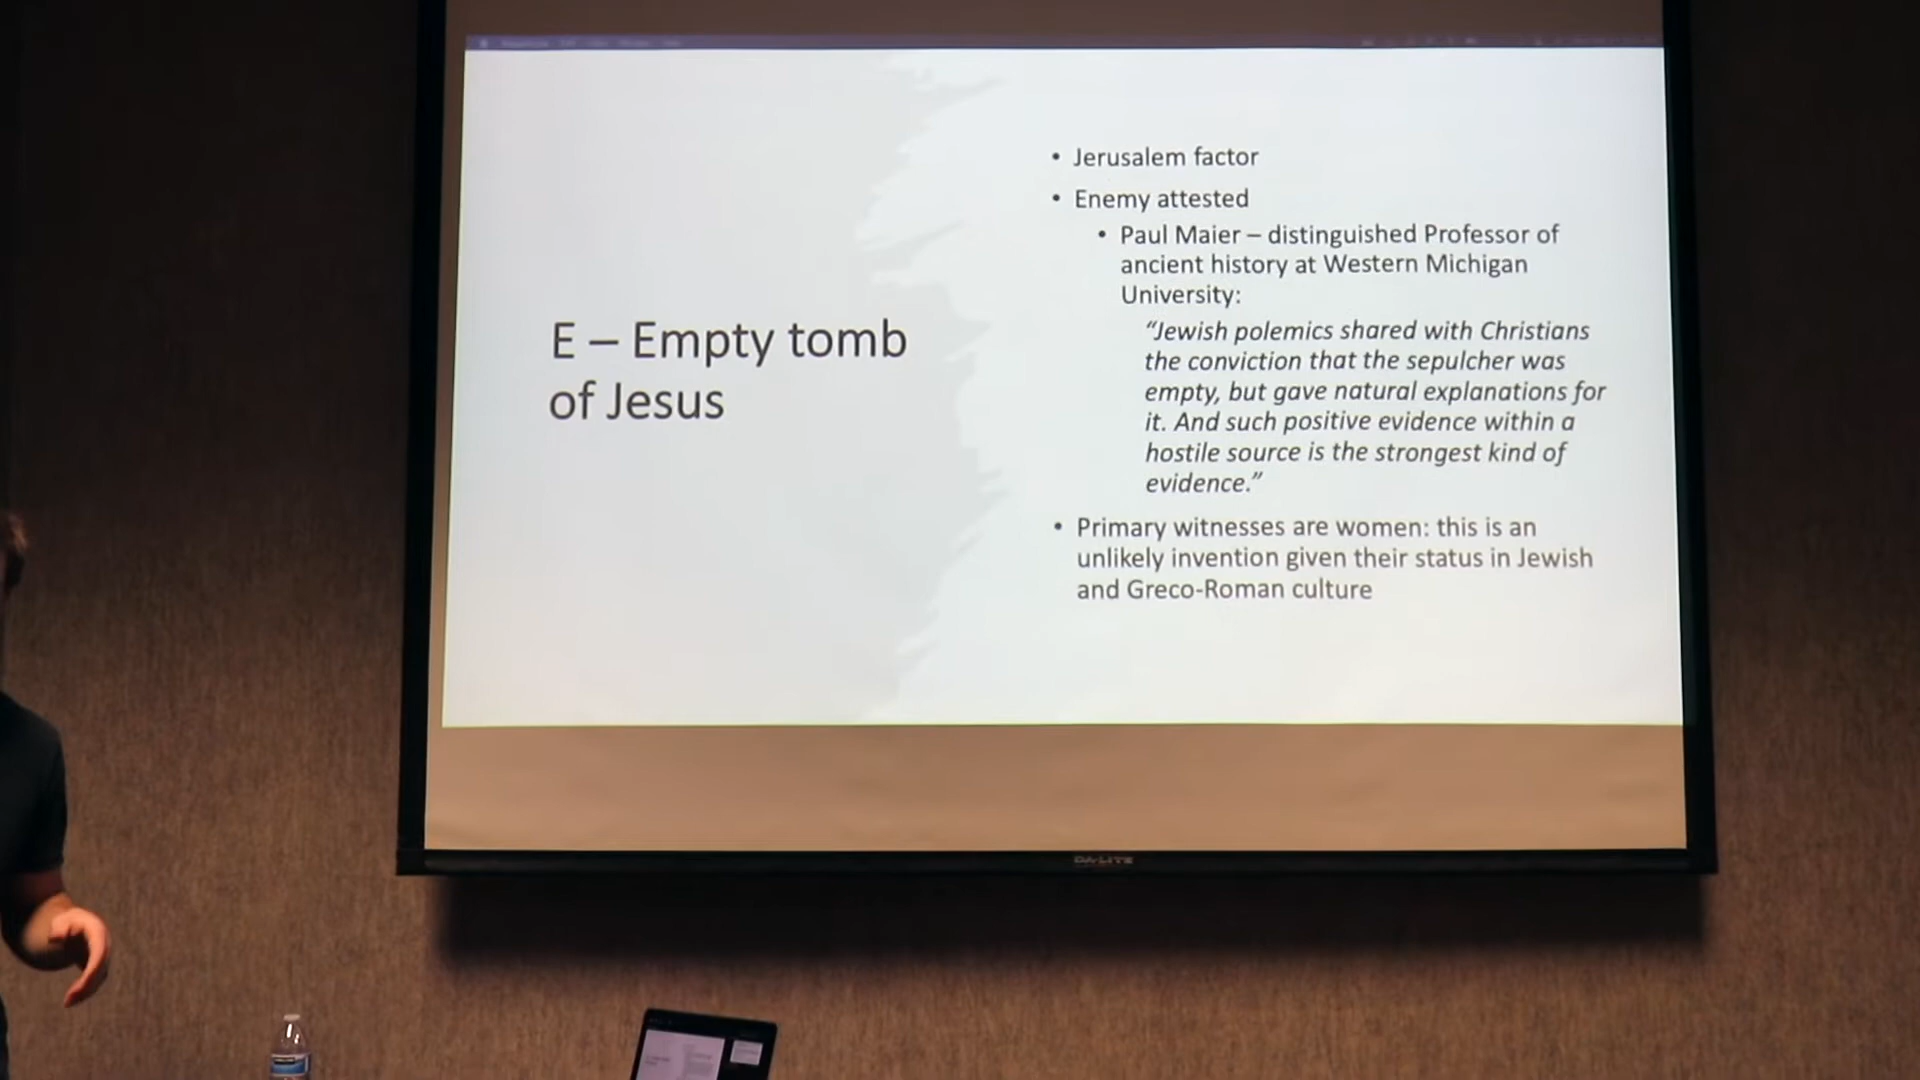 E – Empty tomb
of Jesus
• Jerusalem factor
• Enemy attested
• Paul Maier – distinguished Professor of
ancient history at Western Michigan
University:
“Jewish polemics shared with Christians
the conviction that the sepulcher was
empty, but gave natural explanations for
it. And such positive evidence within a
hostile source is the strongest kind of
evidence.”
• Primary witnesses are women: this is an
unlikely invention given their status in Jewish
and Greco-Roman culture
DA-LITE